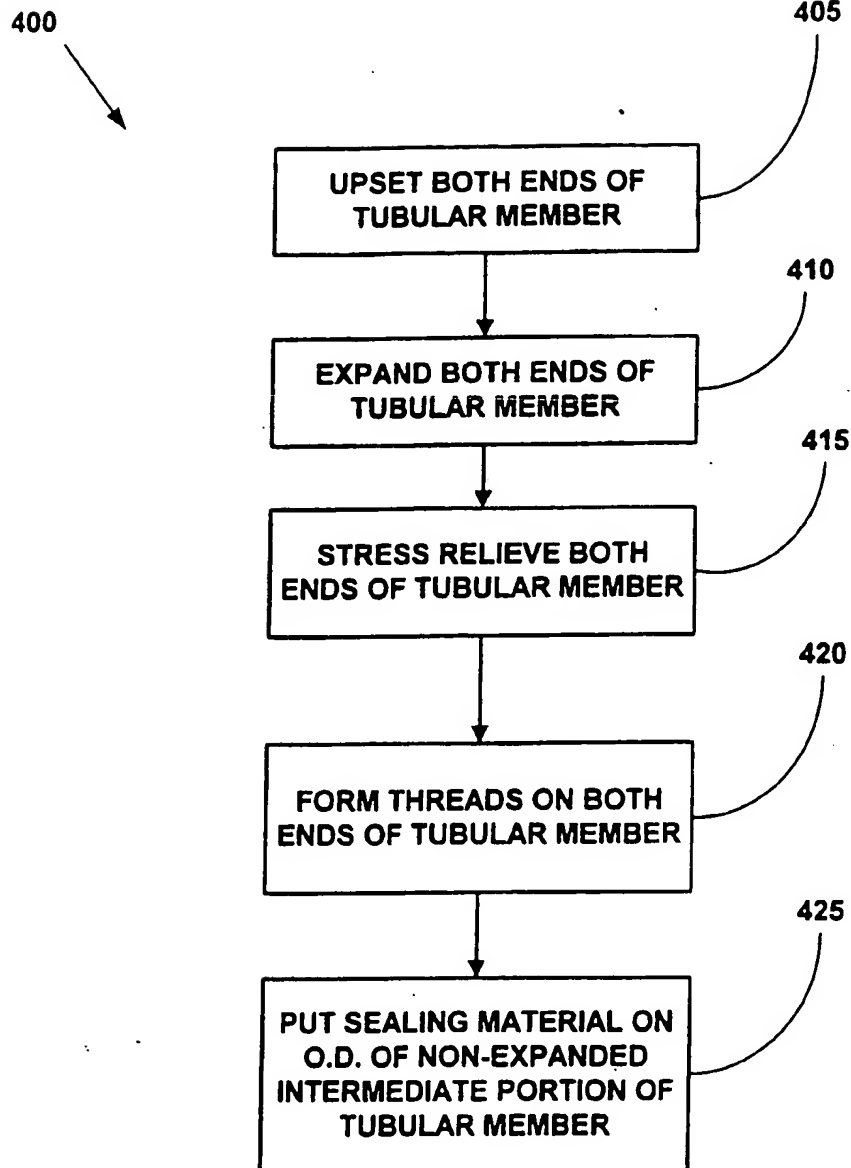 400
405
UPSET BOTH ENDS OF
TUBULAR MEMBER
410
EXPAND BOTH ENDS OF
TUBULAR MEMBER
415
STRESS RELIEVE BOTH
ENDS OF TUBULAR MEMBER
420
FORM THREADS ON BOTH
ENDS OF TUBULAR MEMBER
425
PUT SEALING MATERIAL ON
O.D. OF NON-EXPANDED
INTERMEDIATE PORTION OF
TUBULAR MEMBER